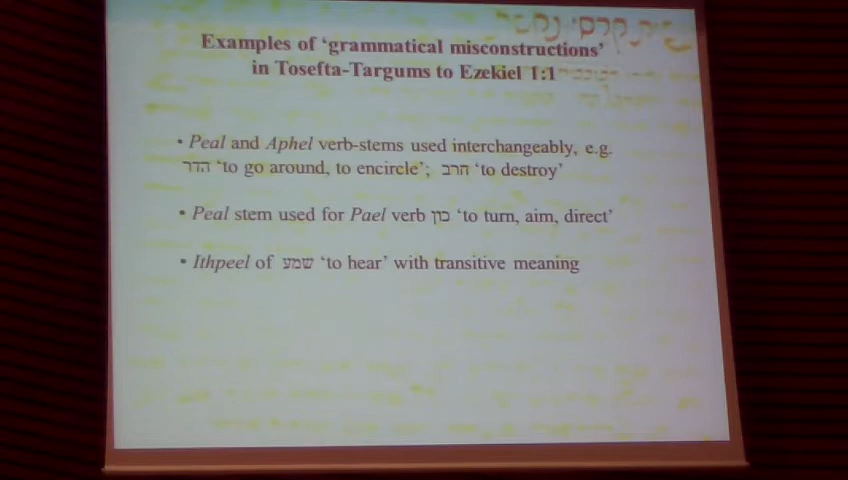 Examples of ‘grammatical misconstructions’
in Tosefta-Targums to Ezekiel 1:1
• Peal and Aphel verb-stems used interchangeably, e.g.
הדר ‘to go around, to encircle’; חרב ‘to destroy’
• Peal stem used for Pael verb כון ‘to turn, aim, direct’
• Ithpeel of שמע ‘to hear’ with transitive meaning